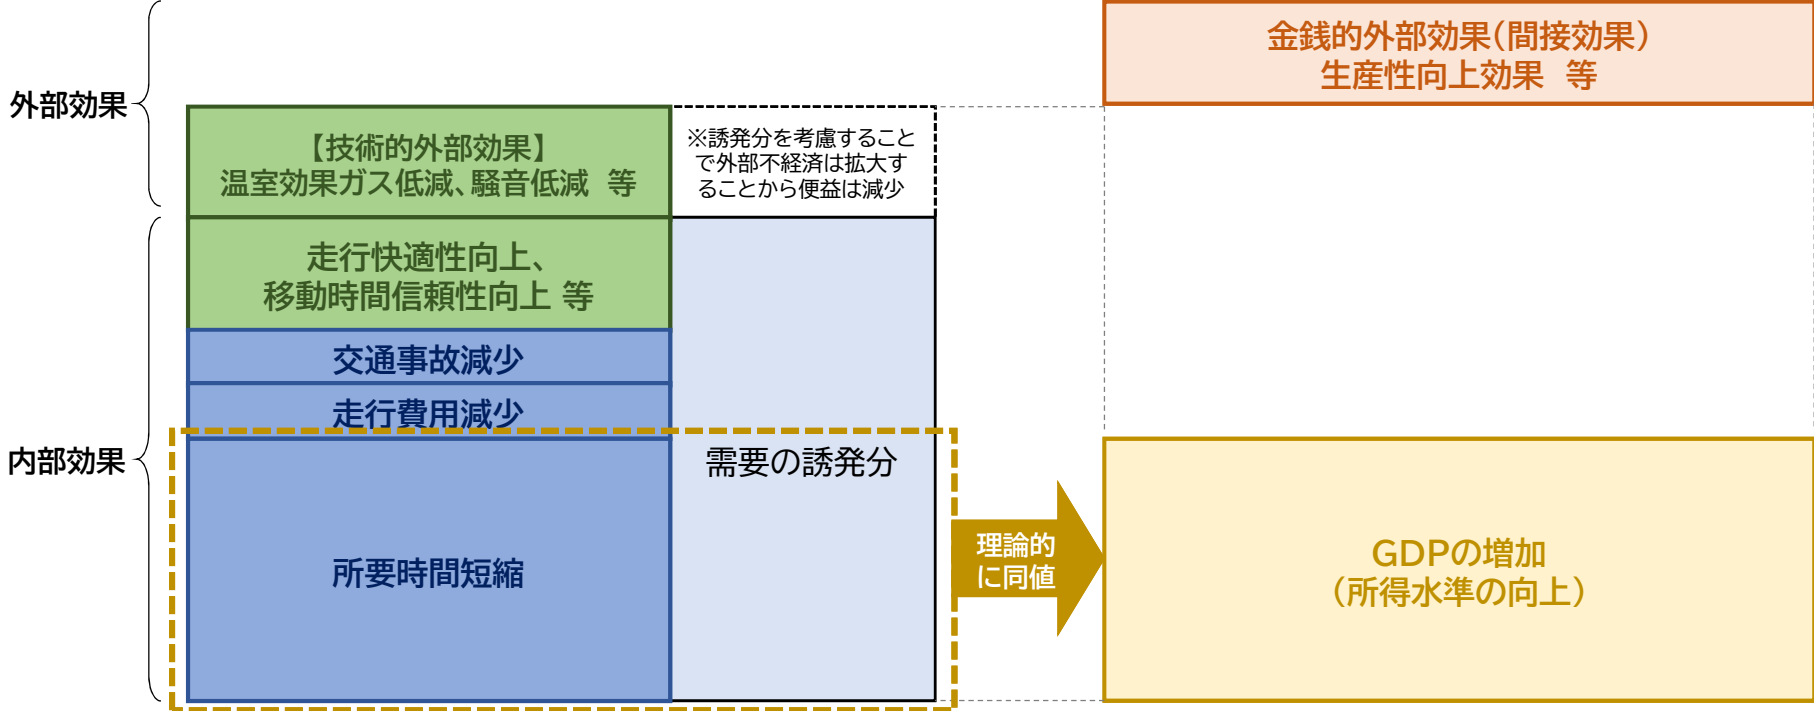 金銭的外部効果(間接効果)
生産性向上効果 等
外部効果
【技術的外部効果】
温室効果ガス低減、騒音低減 等
※誘発分を考慮すること
で外部不経済は拡大す
ることから便益は減少
走行快適性向上、
移動時間信頼性向上 等
交通事故減少
走行費用減少
内部効果
需要の誘発分
所要時間短縮
理論的
に同値
GDPの増加
(所得水準の向上)